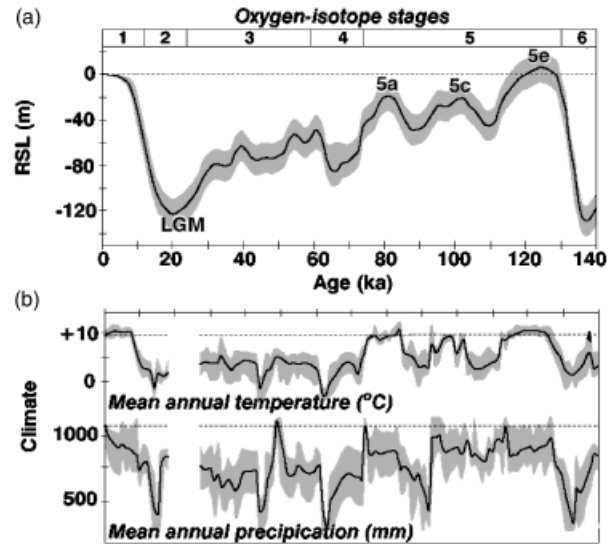 (a) Oxygen-isotope stages
1 2 3 4 5 6
0
-40
-80
-120
RSL (m)
5a 5c 5e
LGM
0 20 40 60 80 100 120 140
Age (ka)
(b)
+10
0
Mean annual temperature (°C)
Climate
1000
500
Mean annual precipication (mm)